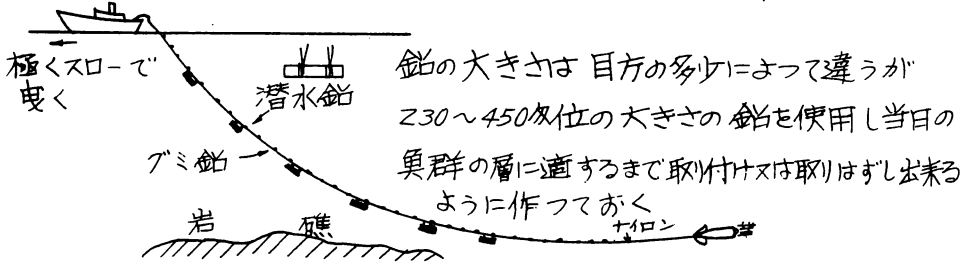 極くスローで
曳く
潜水鉛
グミ鉛
岩礁
鉛の大きさは目方の多少によつて違うが
230〜450匁位の大きさの鉛を使用し当日の
魚群の層に適するまで取り付け又は取りはずし出来る
ように作つておく
ナイロン